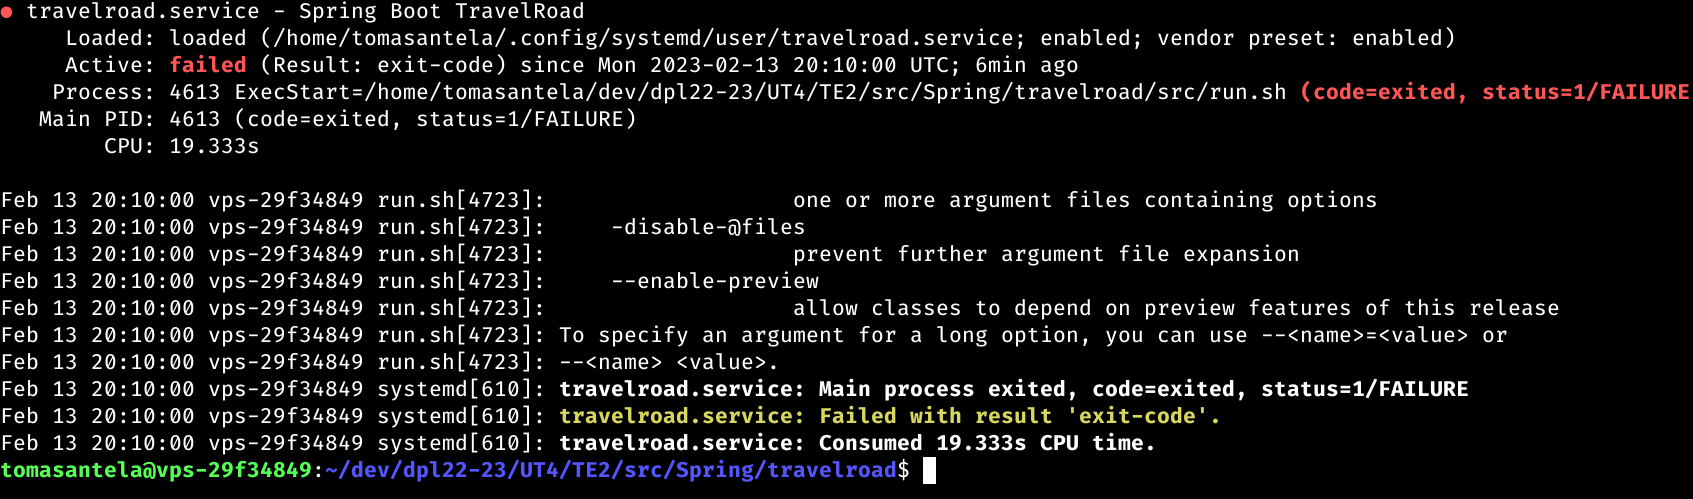 ● travelroad.service - Spring Boot TravelRoad
     Loaded: loaded (/home/tomasantela/.config/systemd/user/travelroad.service; enabled; vendor preset: enabled)
     Active: failed (Result: exit-code) since Mon 2023-02-13 20:10:00 UTC; 6min ago
    Process: 4613 ExecStart=/home/tomasantela/dev/dpl22-23/UT4/TE2/src/Spring/travelroad/src/run.sh (code=exited, status=1/FAILURE
   Main PID: 4613 (code=exited, status=1/FAILURE)
        CPU: 19.333s

Feb 13 20:10:00 vps-29f34849 run.sh[4723]:                   one or more argument files containing options
Feb 13 20:10:00 vps-29f34849 run.sh[4723]:     -disable-@files
Feb 13 20:10:00 vps-29f34849 run.sh[4723]:                   prevent further argument file expansion
Feb 13 20:10:00 vps-29f34849 run.sh[4723]:     --enable-preview
Feb 13 20:10:00 vps-29f34849 run.sh[4723]:                   allow classes to depend on preview features of this release
Feb 13 20:10:00 vps-29f34849 run.sh[4723]: To specify an argument for a long option, you can use --<name>=<value> or
Feb 13 20:10:00 vps-29f34849 run.sh[4723]: --<name> <value>.
Feb 13 20:10:00 vps-29f34849 systemd[610]: travelroad.service: Main process exited, code=exited, status=1/FAILURE
Feb 13 20:10:00 vps-29f34849 systemd[610]: travelroad.service: Failed with result 'exit-code'.
Feb 13 20:10:00 vps-29f34849 systemd[610]: travelroad.service: Consumed 19.333s CPU time.
tomasantela@vps-29f34849:~/dev/dpl22-23/UT4/TE2/src/Spring/travelroad$